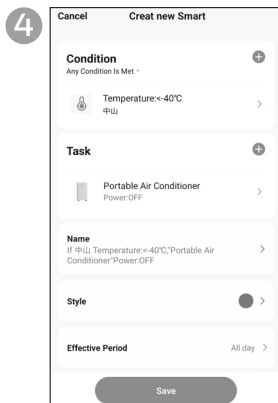 4
Cancel Creat new Smart
Condition
Any Condition Is Met
Temperature:<-40℃
中山
Task
Portable Air Conditioner
Power:OFF
Name
If 中山 Temperature:<-40℃,"Portable Air
Conditioner"Power:OFF
Style
Effective Period All day
Save